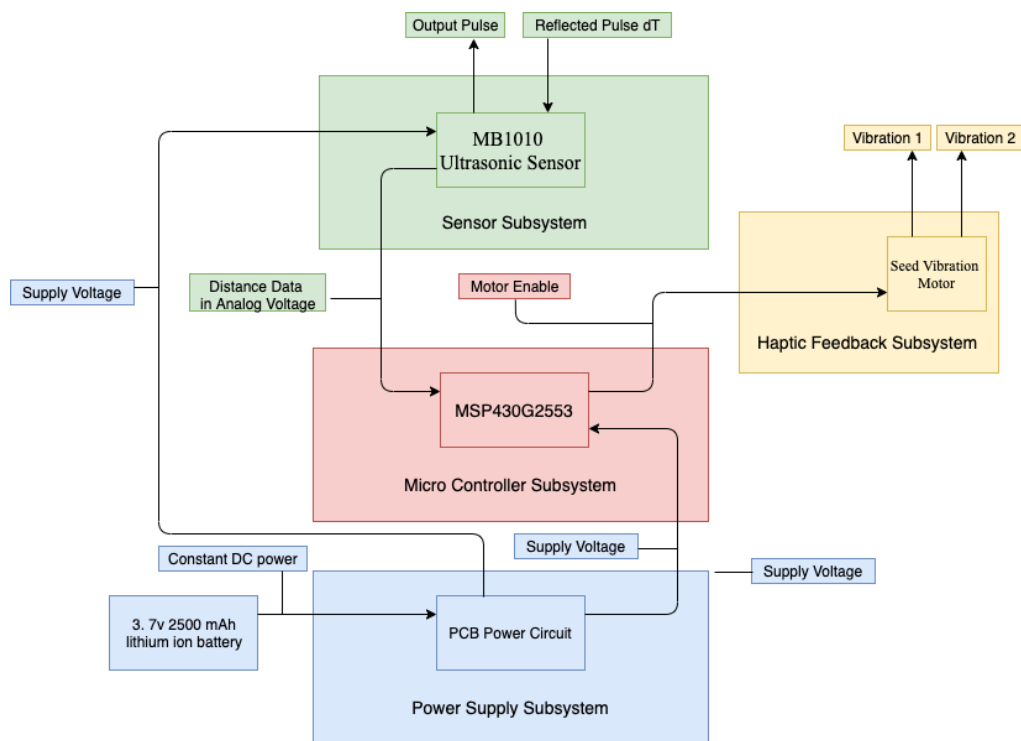 Output Pulse
Reflected Pulse dT
MB1010
Ultrasonic Sensor
Sensor Subsystem
Vibration 1
Vibration 2
Seed Vibration
Motor
Haptic Feedback Subsystem
Supply Voltage
Distance Data
in Analog Voltage
Motor Enable
MSP430G2553
Micro Controller Subsystem
Supply Voltage
Constant DC power
Supply Voltage
3. 7v 2500 mAh
lithium ion battery
PCB Power Circuit
Power Supply Subsystem